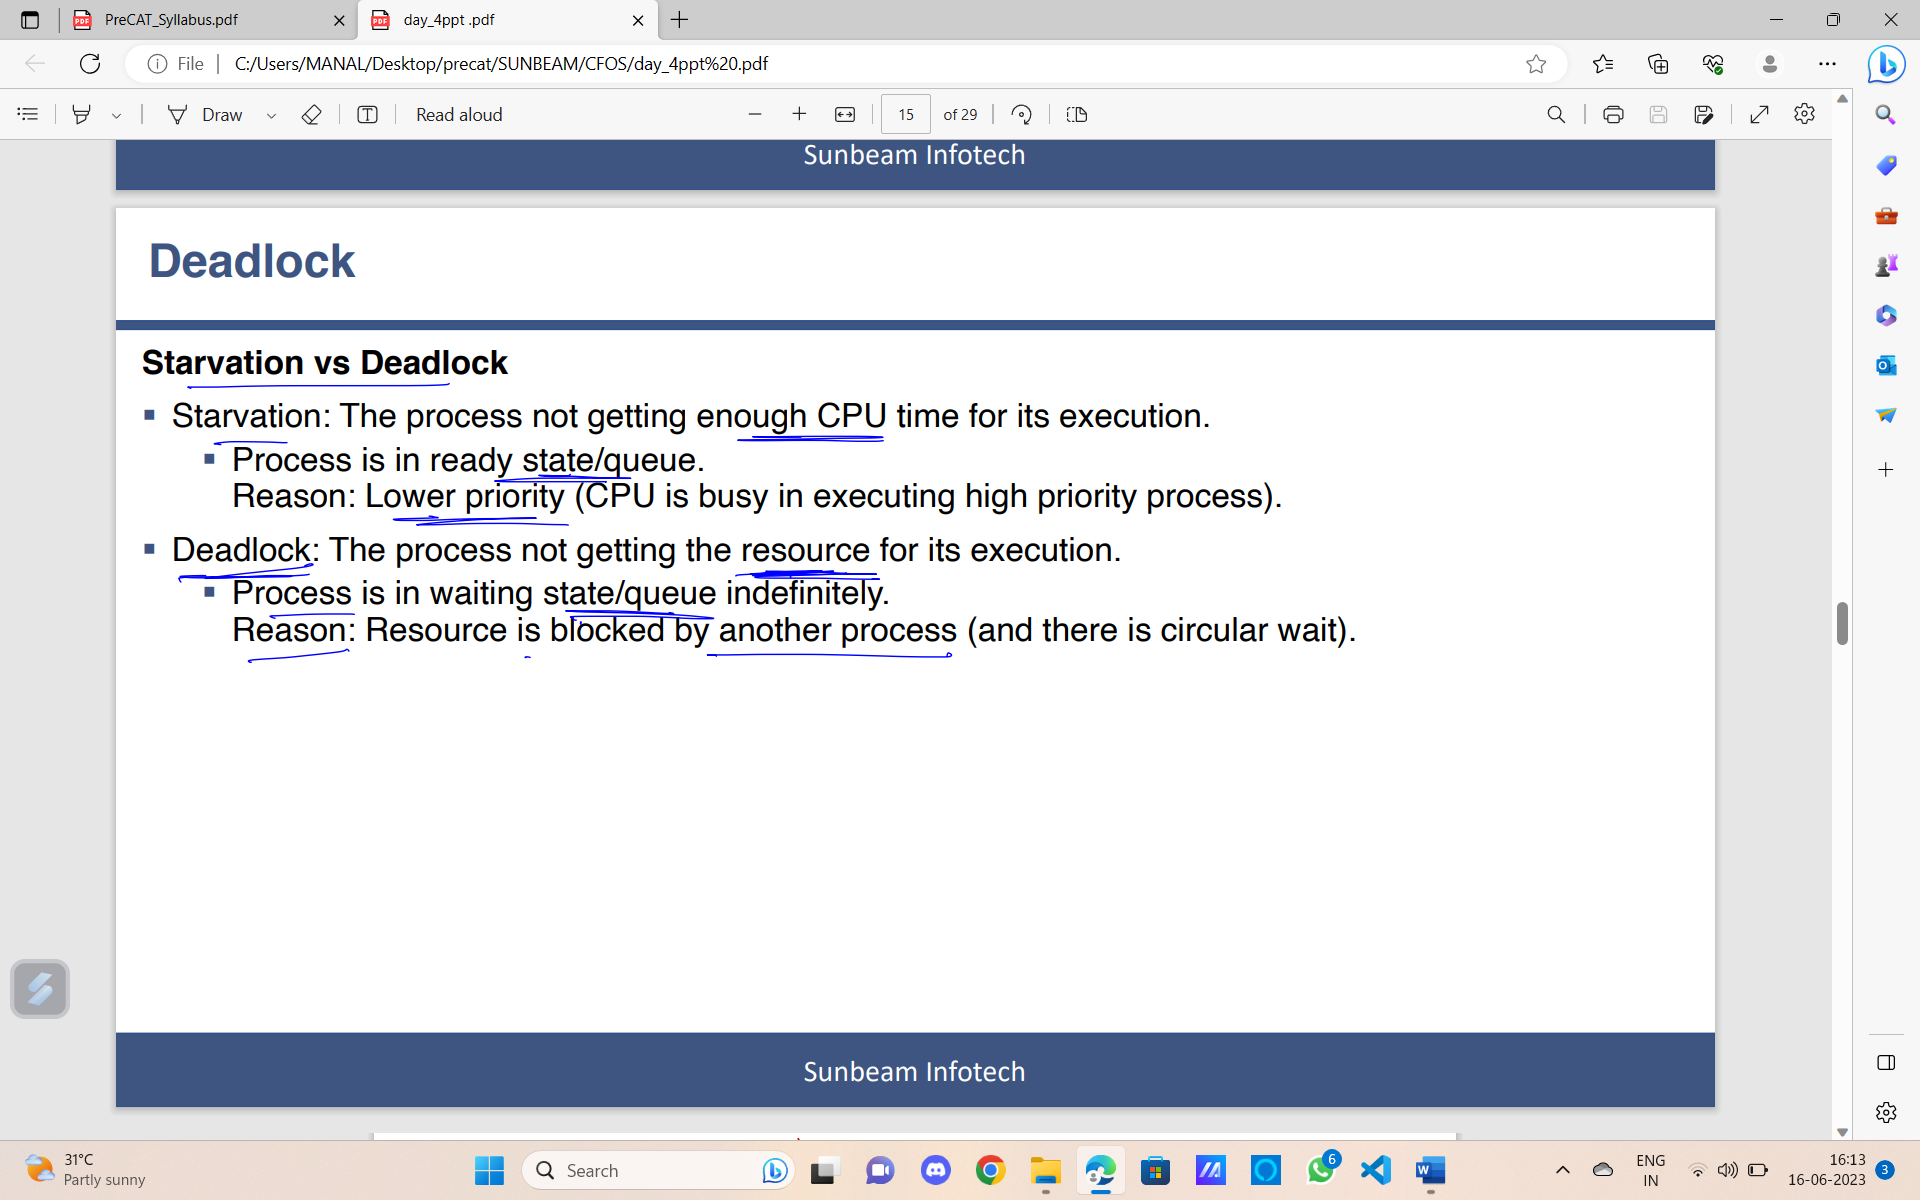 PreCAT_Syllabus.pdf
day_4ppt .pdf
File
C:/Users/MANAL/Desktop/precat/SUNBEAM/CFOS/day_4ppt%20.pdf
Draw
Read aloud
15
of 29
Sunbeam Infotech
Deadlock
Starvation vs Deadlock
Starvation: The process not getting enough CPU time for its execution.
Process is in ready state/queue.
Reason: Lower priority (CPU is busy in executing high priority process).
Deadlock: The process not getting the resource for its execution.
Process is in waiting state/queue indefinitely.
Reason: Resource is blocked by another process (and there is circular wait).
Sunbeam Infotech
31°C
Partly sunny
Search
6
ENG
IN
16:13
16-06-2023
3